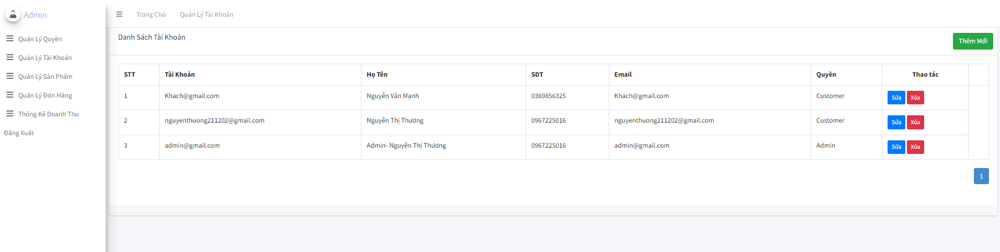 Admin
Quản Lý Quyền
Quản Lý Tài Khoản
Quản Lý Sản Phẩm
Quản Lý Đơn Hàng
Thống Kê Doanh Thu
Đăng Xuất
Trang Chủ Quản Lý Tài Khoản
Danh Sách Tài Khoản
Thêm Mới
STT Tài Khoản Họ Tên SDT Email Quyền Thao tác
1 Khach@gmail.com Nguyễn Văn Mạnh 0369856325 Khach@gmail.com Customer Sửa Xóa
2 nguyenthuong211202@gmail.com Nguyễn Thị Thương 0967225016 nguyenthuong211202@gmail.com Customer Sửa Xóa
3 admin@gmail.com Admin- Nguyễn Thị Thương 0967225016 admin@gmail.com Admin Sửa Xóa
1